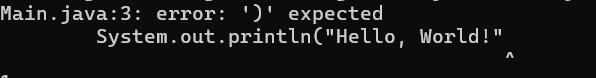 Main.java:3: error: ')' expected
        System.out.println("Hello, World!"
                                          ^